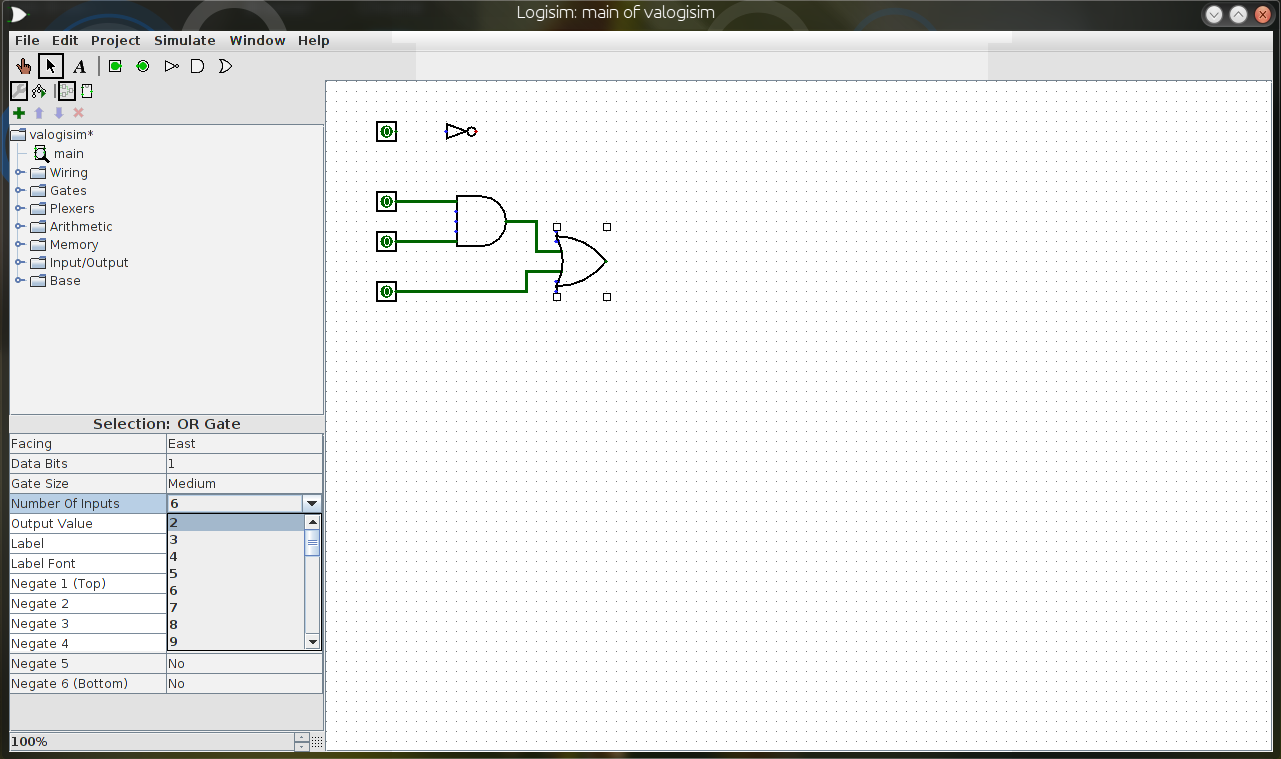 Logisim: main of valogisim
File Edit Project Simulate Window Help
A
valogisim*
main
Wiring
Gates
Plexers
Arithmetic
Memory
Input/Output
Base
0
0
0
0
Selection: OR Gate
Facing East
Data Bits 1
Gate Size Medium
Number Of Inputs 6
Output Value 2
3
Label
4
Label Font
5
Negate 1 (Top) 6
Negate 2 7
Negate 3 8
Negate 4 9
Negate 5 No
Negate 6 (Bottom) No
100%